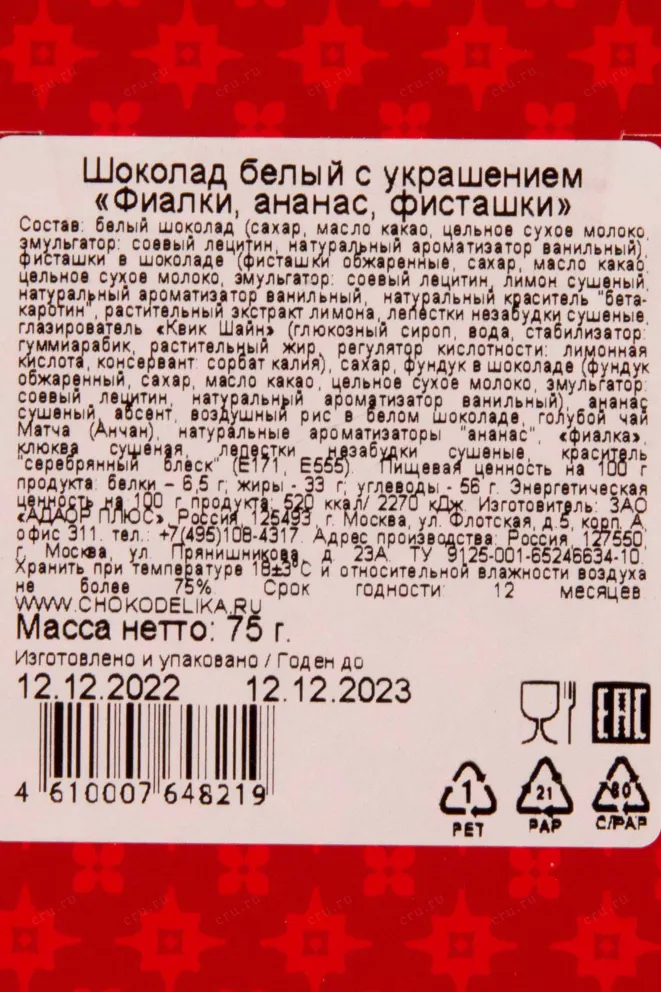 Шоколад белый с украшением
«Фиалки, ананас, фисташки»
Состав: белый шоколад (сахар, масло какао, цельное сухое молоко,
эмульгатор: соевый лецитин, натуральный ароматизатор ванильный),
фисташки в шоколаде (фисташки обжаренные, сахар, масло какао,
цельное сухое молоко, эмульгатор: соевый лецитин, лимон сушеный,
натуральный ароматизатор ванильный, натуральный краситель "бета-
каротин", растительный экстракт лимона, лепестки незабудки сушеные,
глазирователь «Квик Шайн» (глюкозный сироп, вода, стабилизатор:
гуммиарабик, растительный жир, регулятор кислотности: лимонная
кислота, консервант: сорбат калия), сахар, фундук в шоколаде (фундук
обжаренный, сахар, масло какао, цельное сухое молоко, эмульгатор:
соевый лецитин, натуральный ароматизатор ванильный), ананас
сушеный, абсент, воздушный рис в белом шоколаде, голубой чай
Матча (Анчан), натуральные ароматизаторы "ананас", «фиалка»,
клюква сушеная, лепестки незабудки сушеные, краситель
"серебрянный блеск" (Е171, Е555). Пищевая ценность на 100 г
продукта: белки – 6,5 г; жиры - 33 г; углеводы - 56 г. Энергетическая
ценность на 100 г продукта: 520 ккал/ 2270 кДж. Изготовитель: ЗАО
«АДАОР ПЛЮС», Россия, 125493, г. Москва, ул. Флотская, д.5, корп. А,
офис 311. тел.: +7(495)108-4317. Адрес производства: Россия, 127550,
г. Москва, ул. Прянишникова, д. 23А. ТУ 9125-001-65246634-10.
Хранить при температуре 18±3°С и относительной влажности воздуха
не более 75%. Срок годности: 12 месяцев.
WWW.CHOKODELIKA.RU
Масса нетто: 75 г.
Изготовлено и упаковано / Годен до
12.12.2022 12.12.2023
EAC
4 610007 648219
1 21 80
PET PAP C/PAP